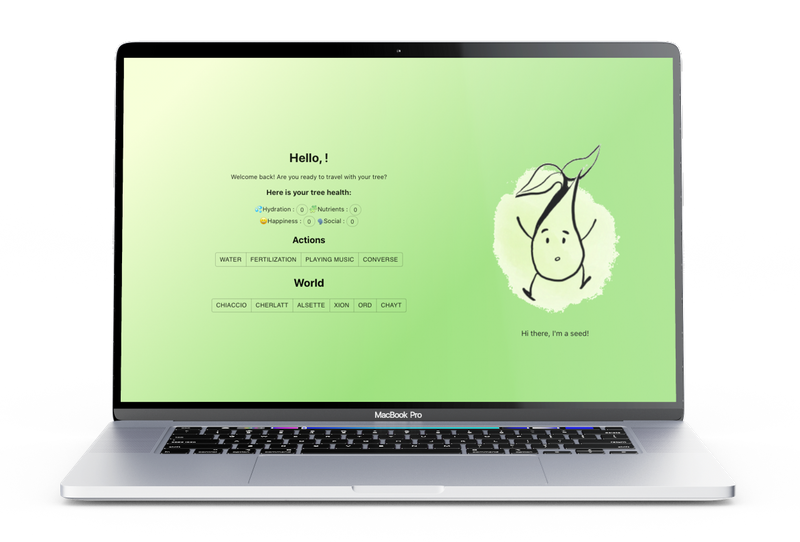 Hello, !
Welcome back! Are you ready to travel with your tree?
Here is your tree health:
💦Hydration : 0 🌿Nutrients : 0
😄Happiness : 0 🗣Social : 0
Actions
WATER FERTILIZATION PLAYING MUSIC CONVERSE
World
CHIACCIO CHERLATT ALSETTE XION ORD CHAYT
Hi there, I'm a seed!
MacBook Pro